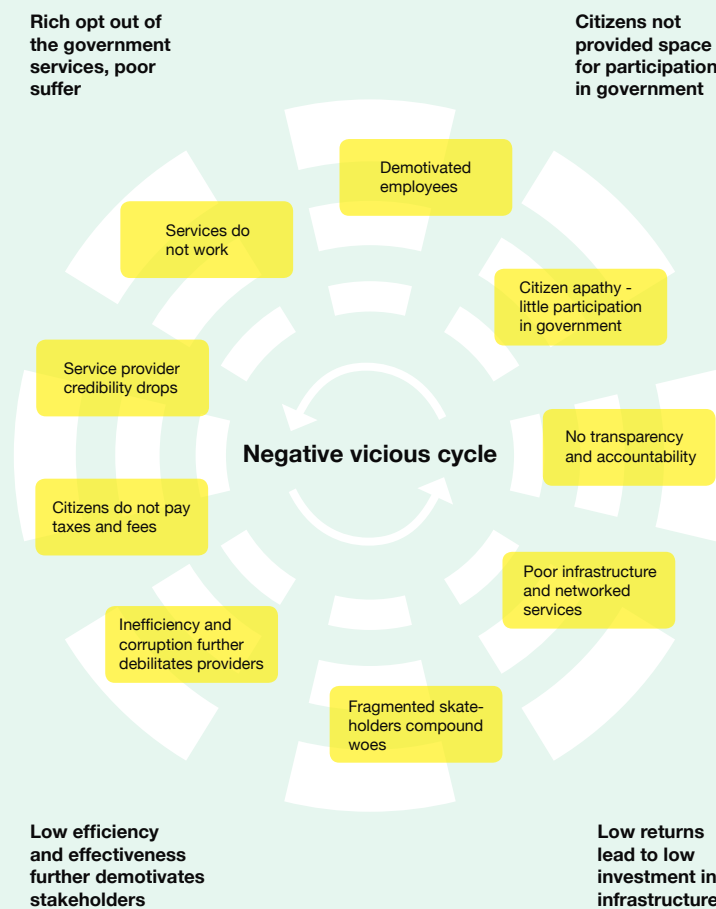 Rich opt out of
the government
services, poor
suffer
Citizens not
provided space
for participation
in government
Demotivated
employees
Services do
not work
Citizen apathy -
little participation
in government
Service provider
credibility drops
No transparency
and accountability
Negative vicious cycle
Citizens do not pay
taxes and fees
Poor infrastructure
and networked
services
Inefficiency and
corruption further
debilitates providers
Fragmented skate-
holders compound
woes
Low efficiency
and effectiveness
further demotivates
stakeholders
Low returns
lead to low
investment in
infrastructure